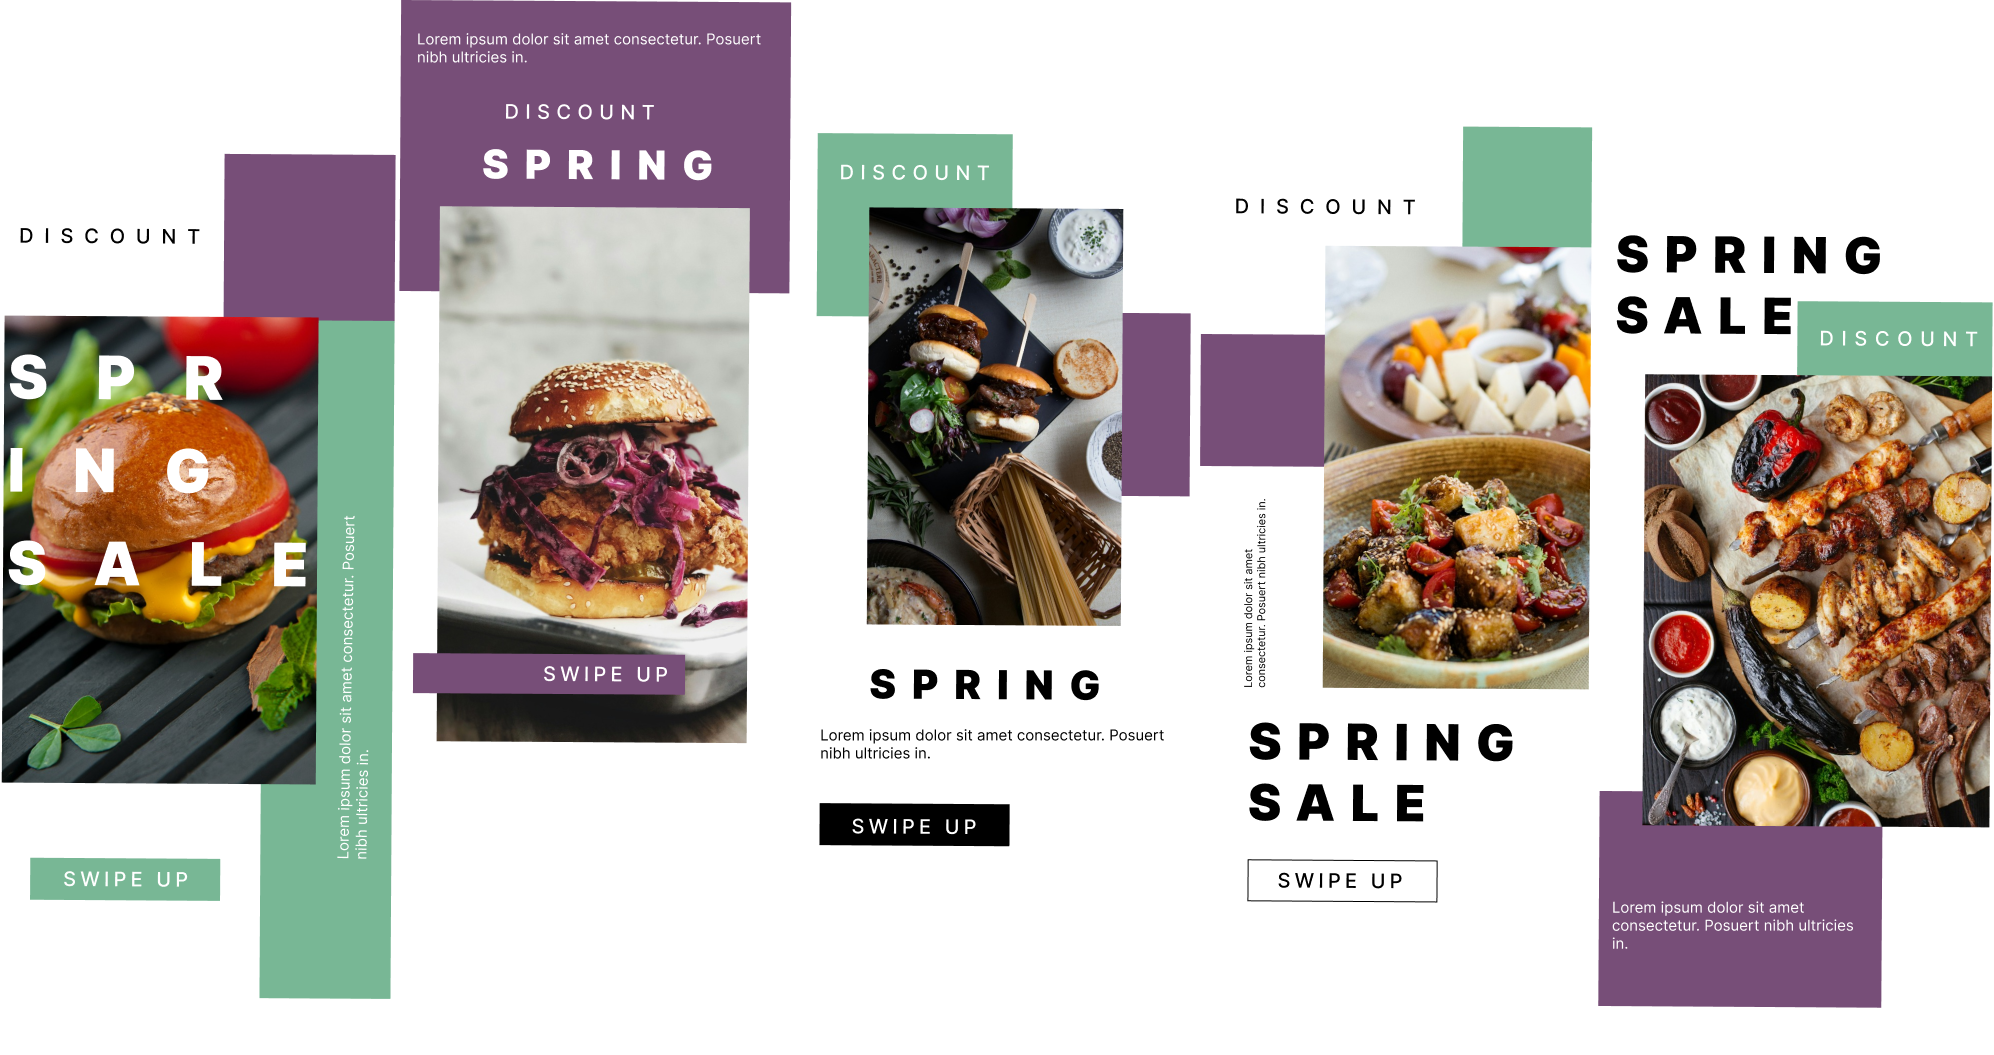 DISCOUNT
SPR
ING
SALE
Lorem ipsum dolor sit amet consectetur. Posuert
nibh ultricies in.
SWIPE UP
Lorem ipsum dolor sit amet consectetur. Posuert
nibh ultricies in.
DISCOUNT
SPRING
SWIPE UP
DISCOUNT
SPRING
Lorem ipsum dolor sit amet consectetur. Posuert
nibh ultricies in.
SWIPE UP
DISCOUNT
Lorem ipsum dolor sit amet
consectetur. Posuert nibh ultricies in.
SPRING
SALE
SWIPE UP
SPRING
SALE
DISCOUNT
Lorem ipsum dolor sit amet
consectetur. Posuert nibh ultricies
in.